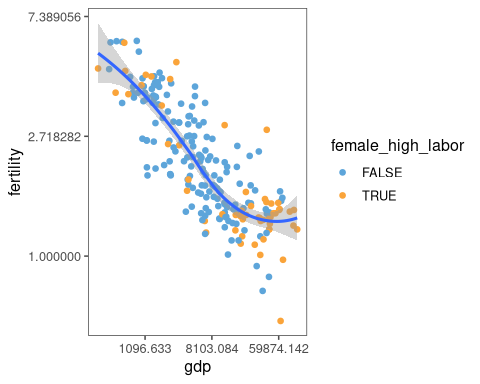 7.389056
2.718282
1.000000
fertility
1096.633 8103.084 59874.142
gdp
female_high_labor
FALSE
TRUE